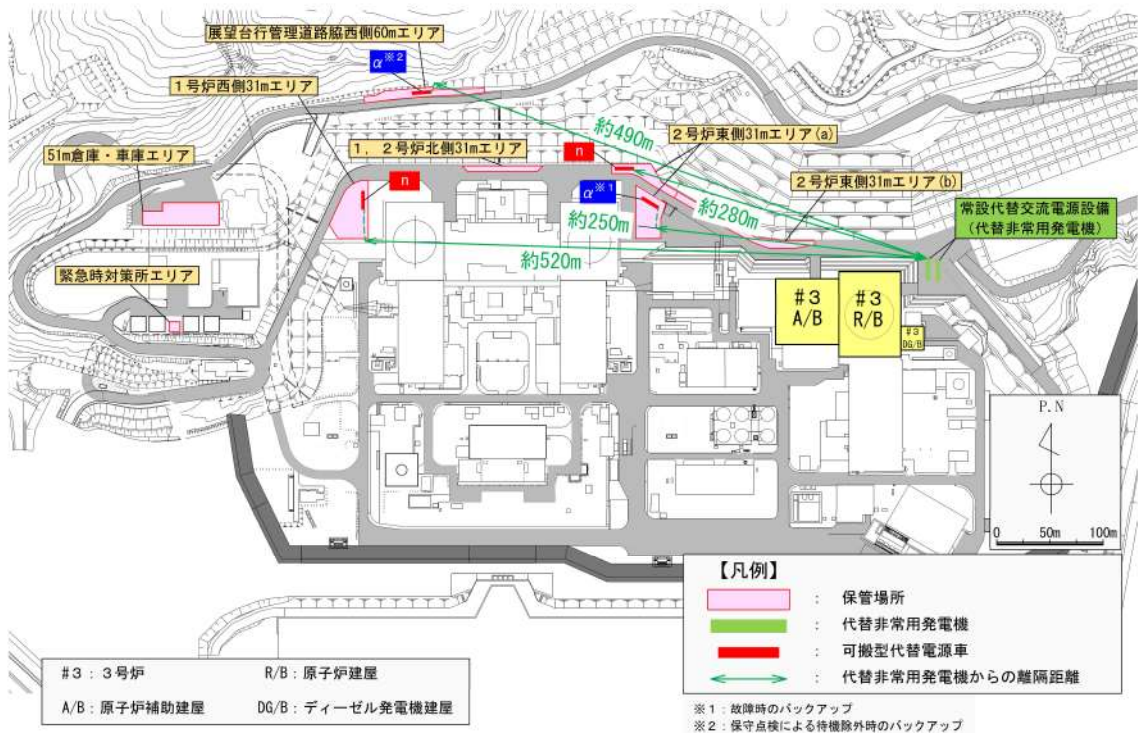 展望台行管理道路脇西側60mエリア
α※2
1号炉西側31mエリア
約490m
2号炉東側31mエリア(a)
51m倉庫・車庫エリア
1,2号炉北側31mエリア
n
n
α※1
2号炉東側31mエリア(b)
約280m
約250m
常設代替交流電源設備
(代替非常用発電機)
約520m
緊急時対策所エリア
#3
A/B
#3
R/B
#3
DG/B
P.N
0 50m 100m
【凡例】
: 保管場所
: 代替非常用発電機
: 可搬型代替電源車
: 代替非常用発電機からの離隔距離
#3:3号炉 R/B:原子炉建屋
A/B:原子炉補助建屋 DG/B:ディーゼル発電機建屋
※1:故障時のバックアップ
※2:保守点検による待機除外時のバックアップ